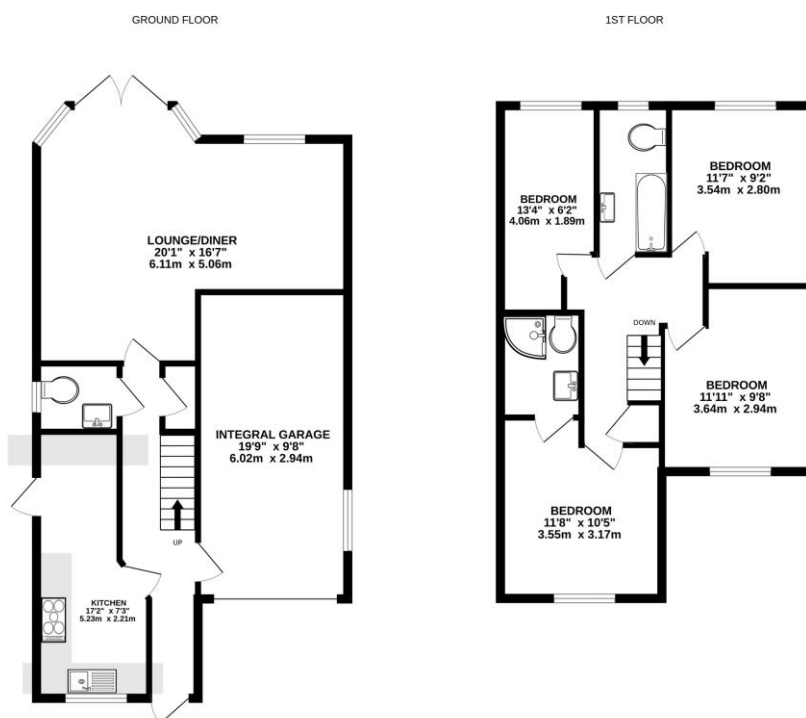 GROUND FLOOR
LOUNGE/DINER
20'1" x 16'7"
6.11m x 5.06m
INTEGRAL GARAGE
19'9" x 9'8"
6.02m x 2.94m
UP
KITCHEN
17'2" x 7'3"
5.23m x 2.21m
1ST FLOOR
BEDROOM
13'4" x 6'2"
4.06m x 1.89m
BEDROOM
11'7" x 9'2"
3.54m x 2.80m
DOWN
BEDROOM
11'11" x 9'8"
3.64m x 2.94m
BEDROOM
11'8" x 10'5"
3.55m x 3.17m